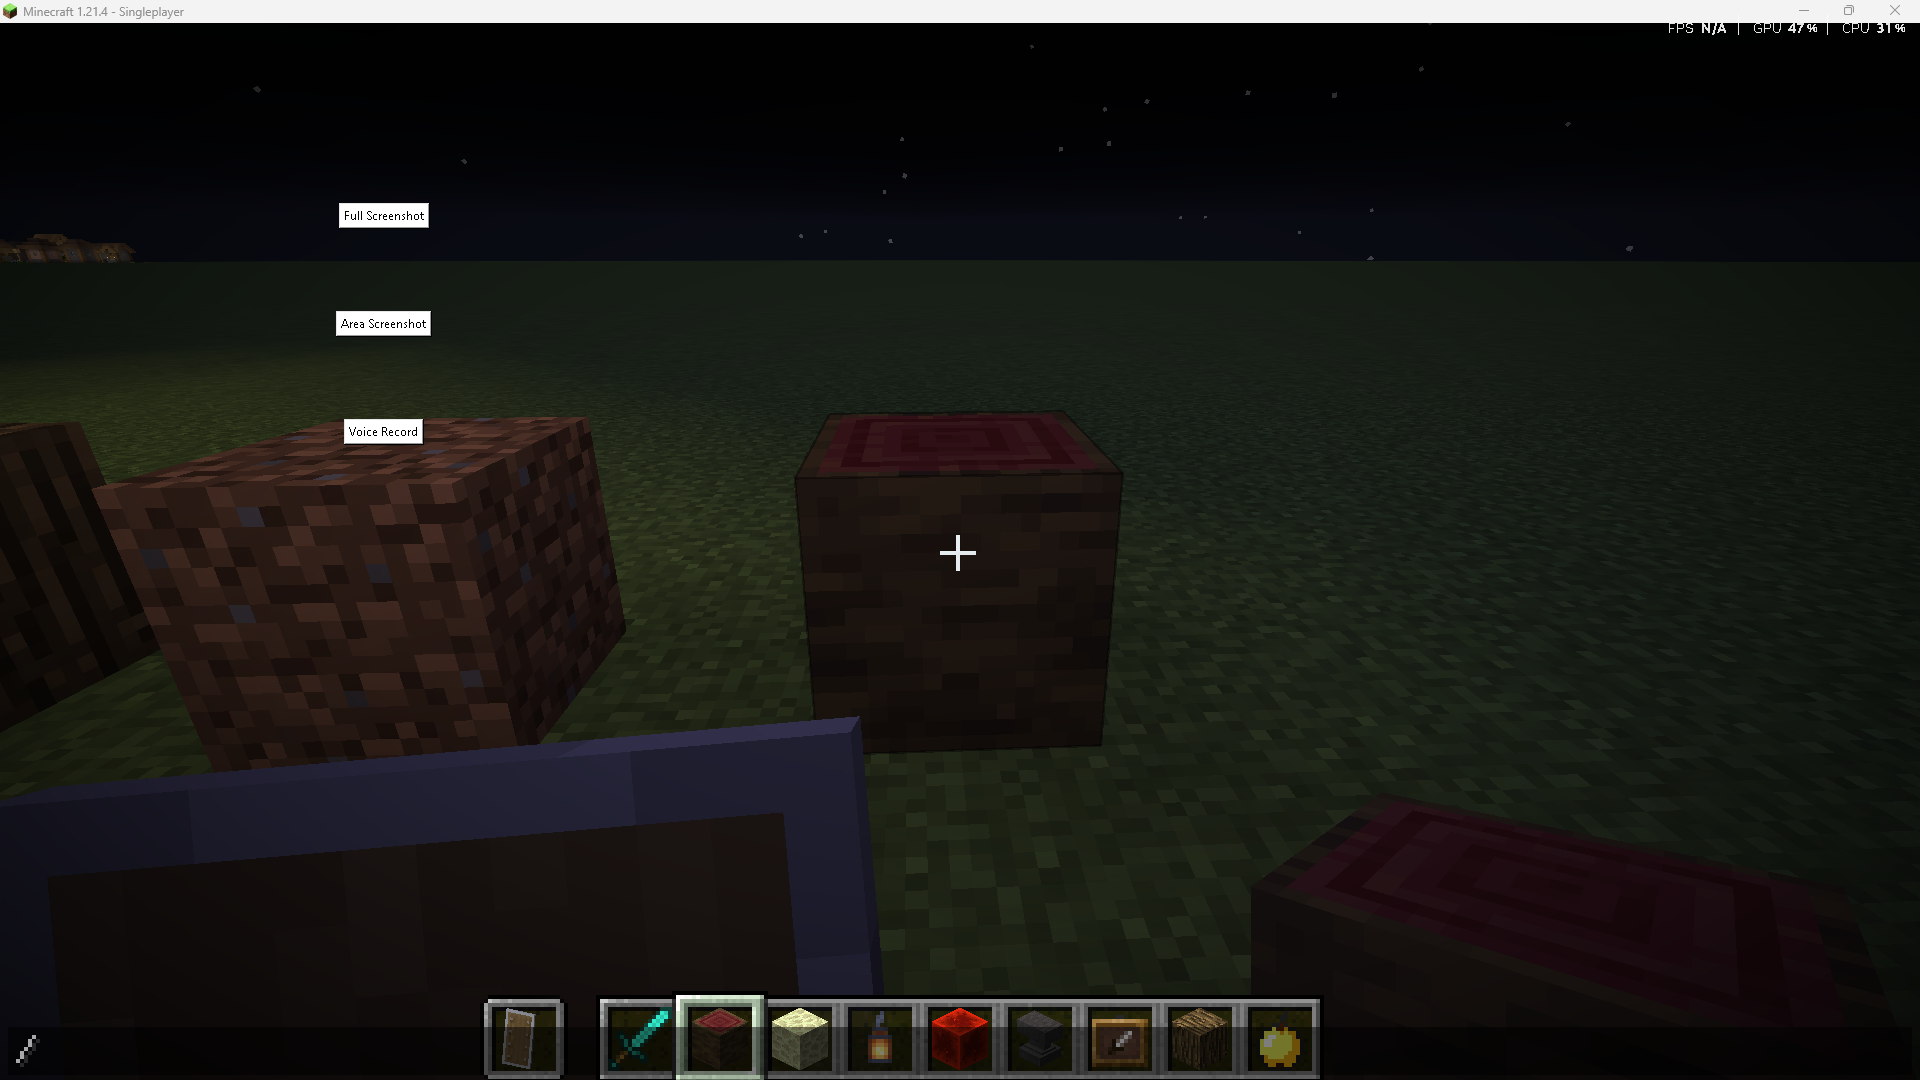 Minecraft 1.21.4 - Singleplayer
FPS N/A | GPU 47% | CPU 31%
Full Screenshot
Area Screenshot
Voice Record